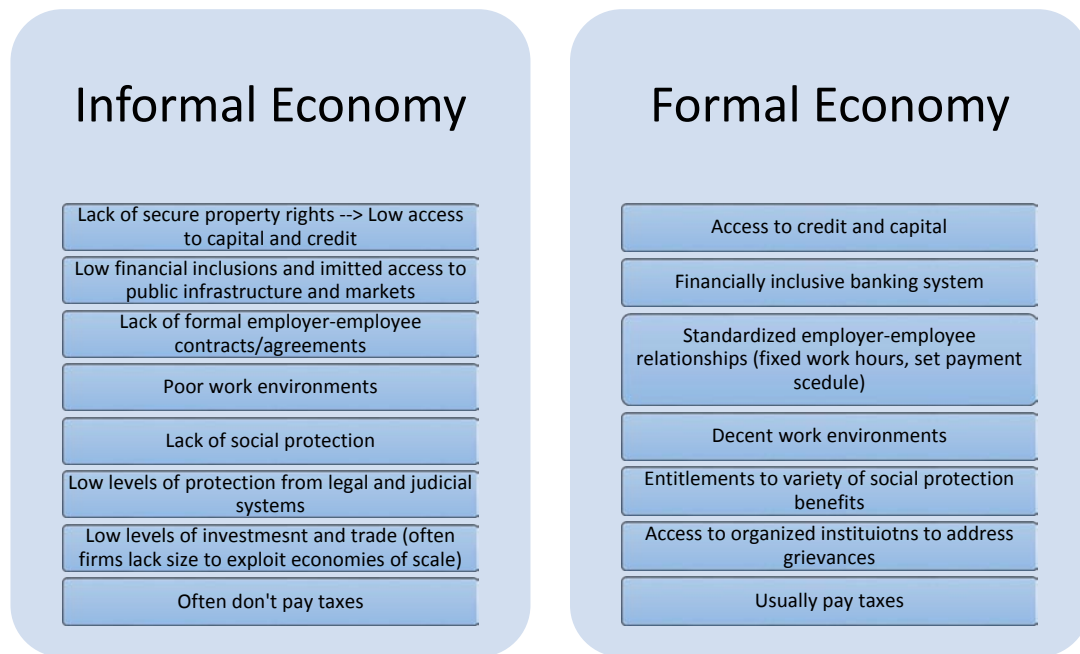 Informal Economy
Lack of secure property rights --> Low access
to capital and credit
Low financial inclusions and imitted access to
public infrastructure and markets
Lack of formal employer-employee
contracts/agreements
Poor work environments
Lack of social protection
Low levels of protection from legal and judicial
systems
Low levels of investmesnt and trade (often
firms lack size to exploit economies of scale)
Often don't pay taxes
Formal Economy
Access to credit and capital
Financially inclusive banking system
Standardized employer-employee
relationships (fixed work hours, set payment
scedule)
Decent work environments
Entitlements to variety of social protection
benefits
Access to organized instituiotns to address
grievances
Usually pay taxes